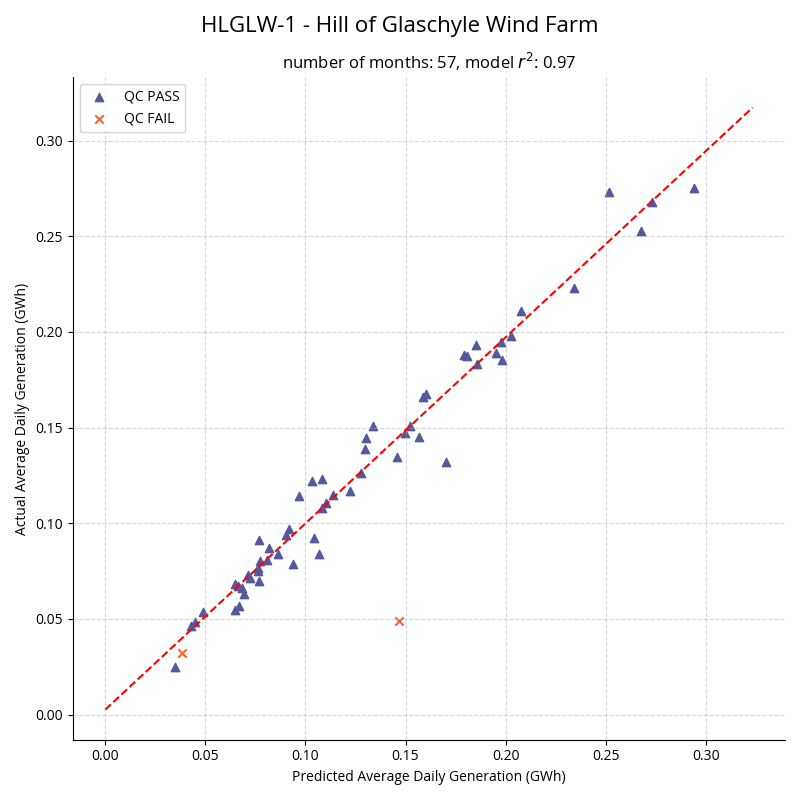 HLGLW-1 - Hill of Glaschyle Wind Farm
number of months: 57, model r²: 0.97
QC PASS
QC FAIL
0.30
0.25
0.20
0.15
0.10
0.05
0.00
Actual Average Daily Generation (GWh)
0.00 0.05 0.10 0.15 0.20 0.25 0.30
Predicted Average Daily Generation (GWh)